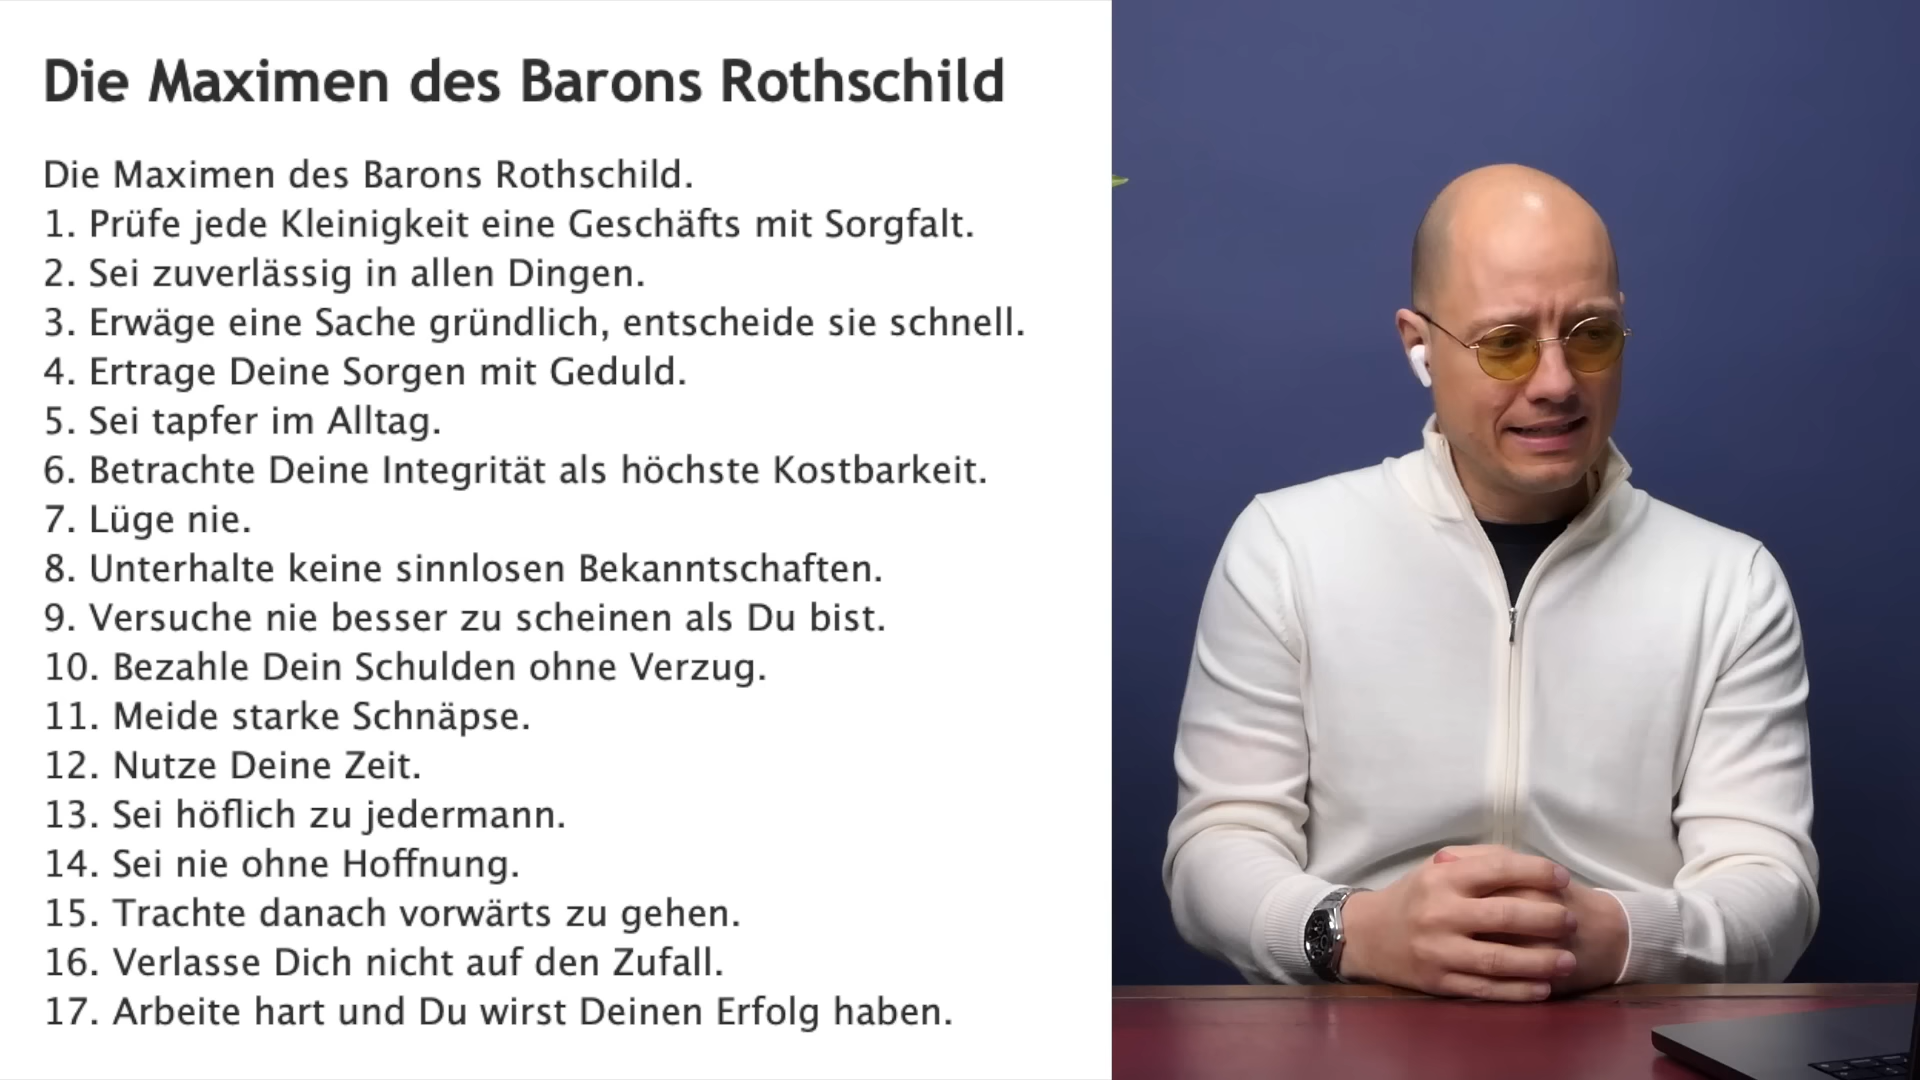 Die Maximen des Barons Rothschild
Die Maximen des Barons Rothschild.
1. Prüfe jede Kleinigkeit eine Geschäfts mit Sorgfalt.
2. Sei zuverlässig in allen Dingen.
3. Erwäge eine Sache gründlich, entscheide sie schnell.
4. Ertrage Deine Sorgen mit Geduld.
5. Sei tapfer im Alltag.
6. Betrachte Deine Integrität als höchste Kostbarkeit.
7. Lüge nie.
8. Unterhalte keine sinnlosen Bekanntschaften.
9. Versuche nie besser zu scheinen als Du bist.
10. Bezahle Dein Schulden ohne Verzug.
11. Meide starke Schnäpse.
12. Nutze Deine Zeit.
13. Sei höflich zu jedermann.
14. Sei nie ohne Hoffnung.
15. Trachte danach vorwärts zu gehen.
16. Verlasse Dich nicht auf den Zufall.
17. Arbeite hart und Du wirst Deinen Erfolg haben.